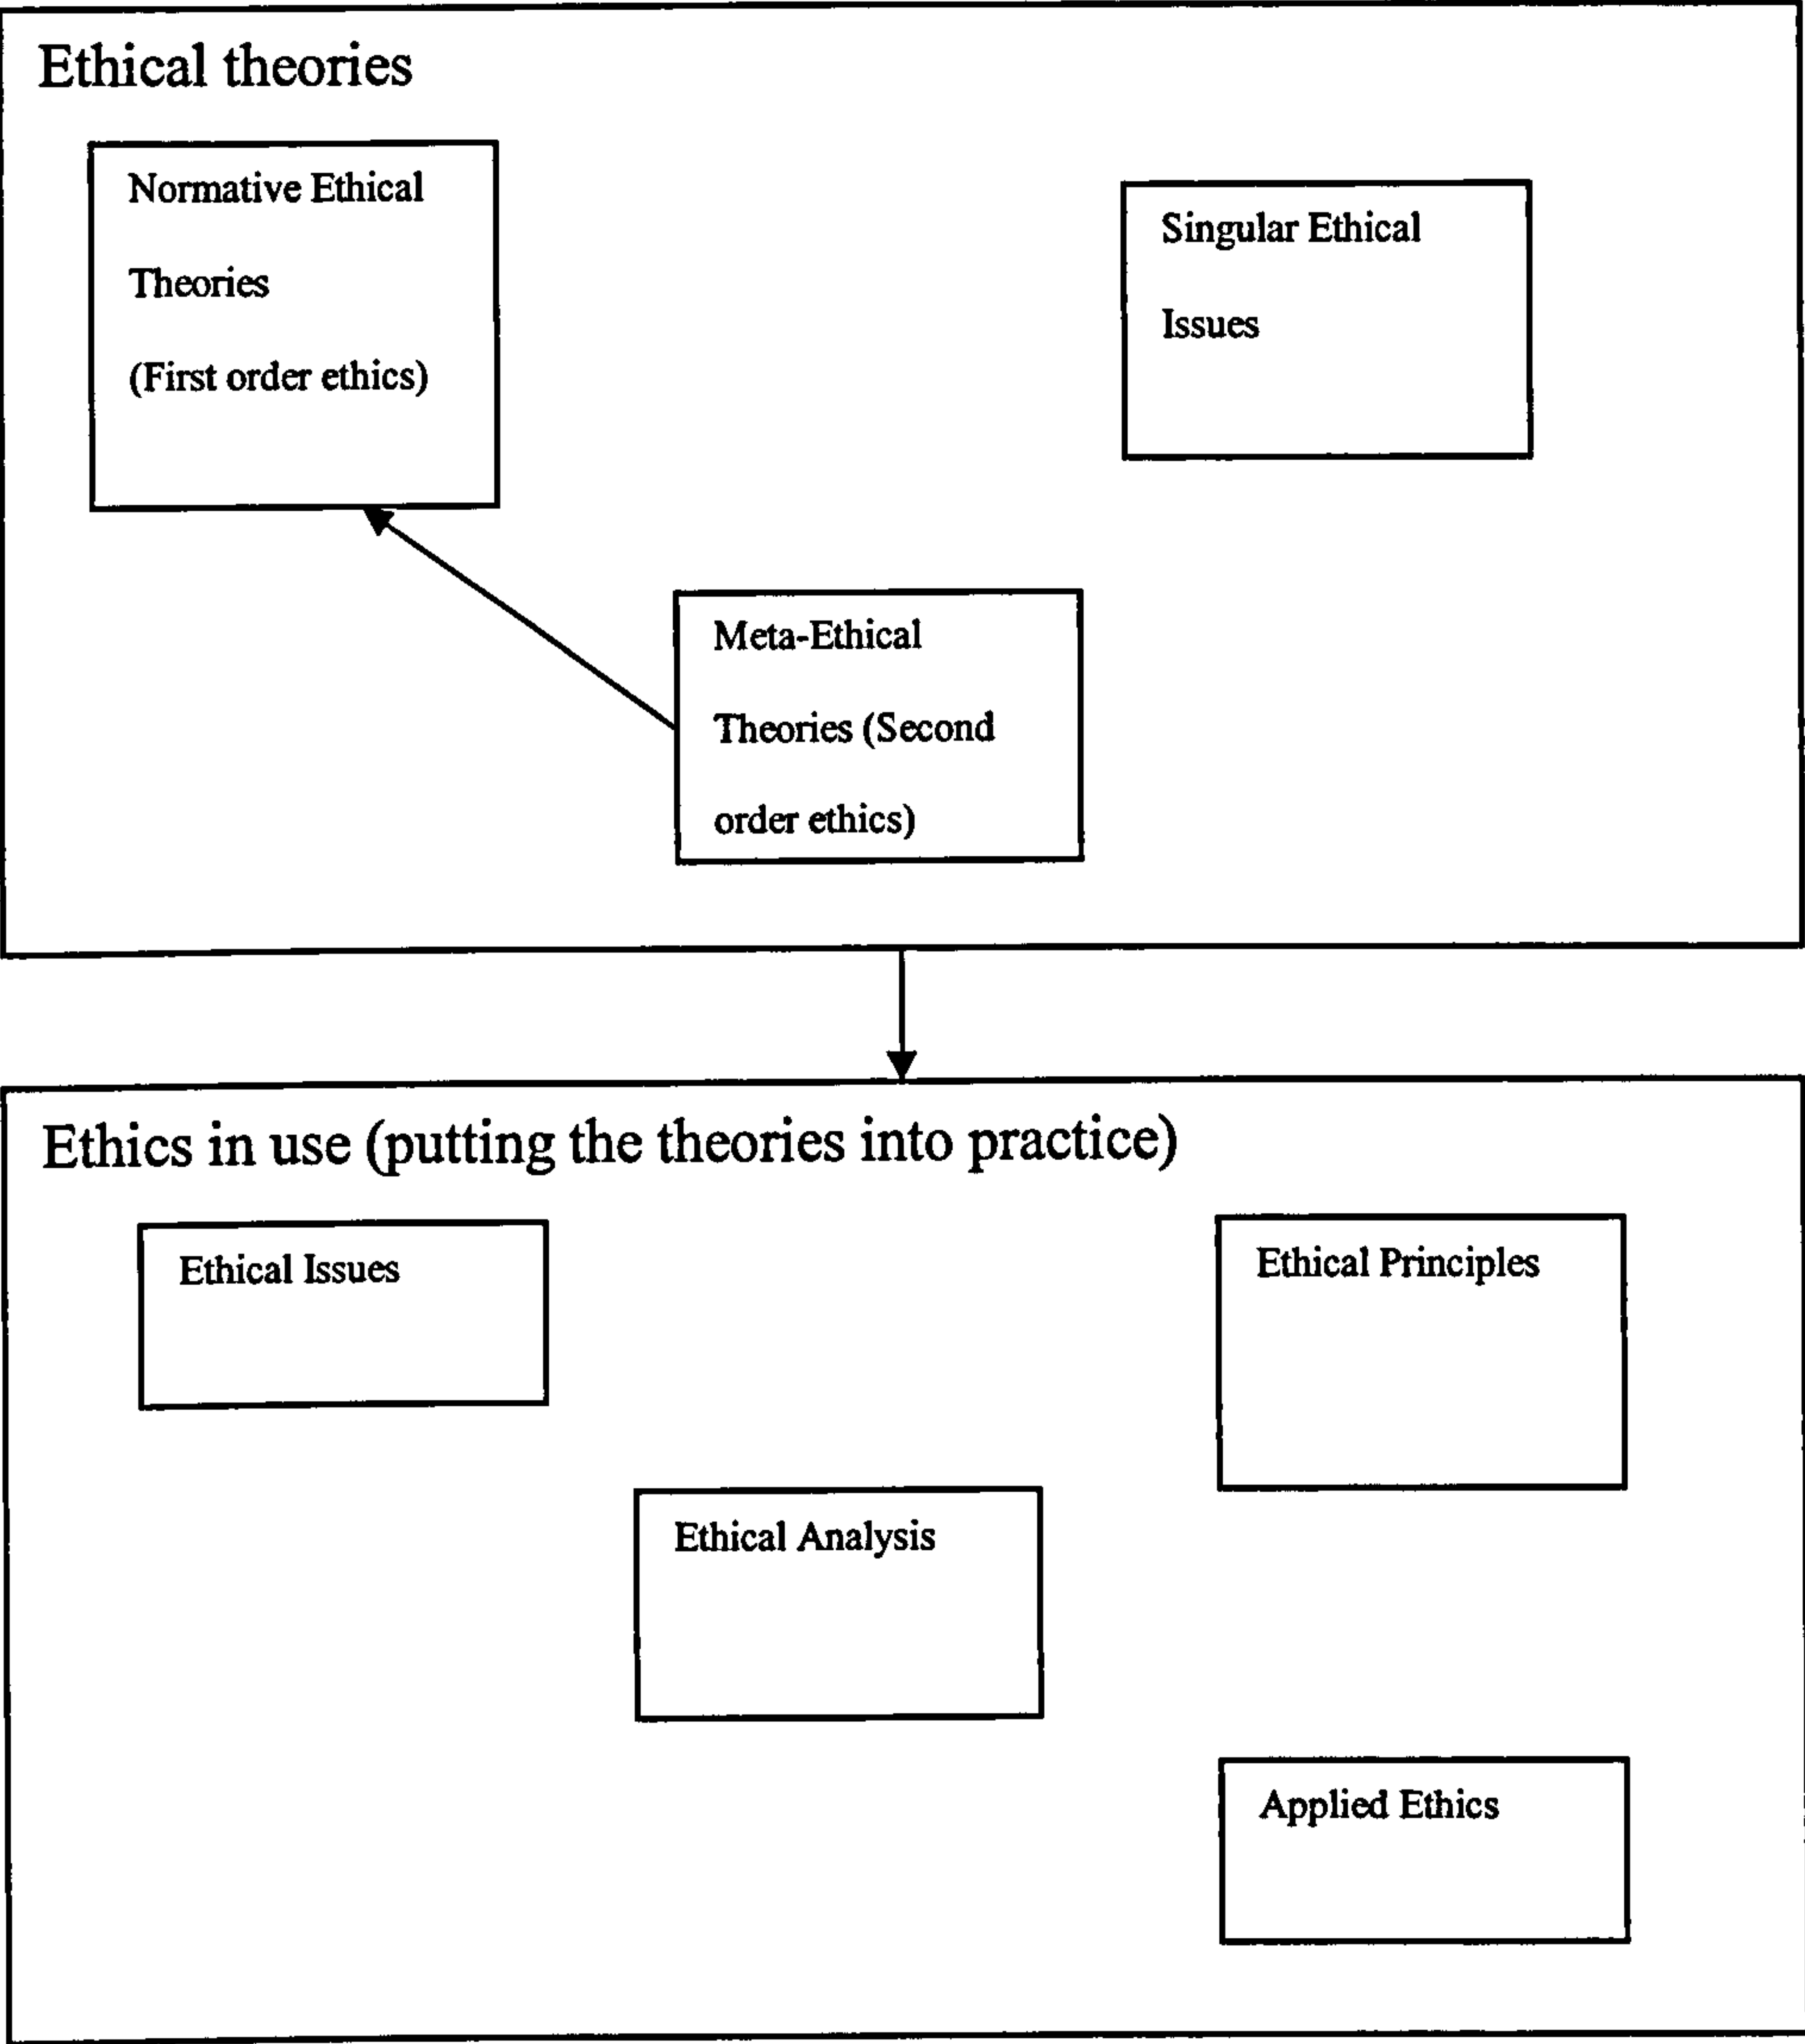 Ethical theories
Normative Ethical
Theories
(First order ethics)
Singular Ethical
Issues
Meta-Ethical
Theories (Second
order ethics)
Ethics in use (putting the theories into practice)
Ethical Issues
Ethical Principles
Ethical Analysis
Applied Ethics